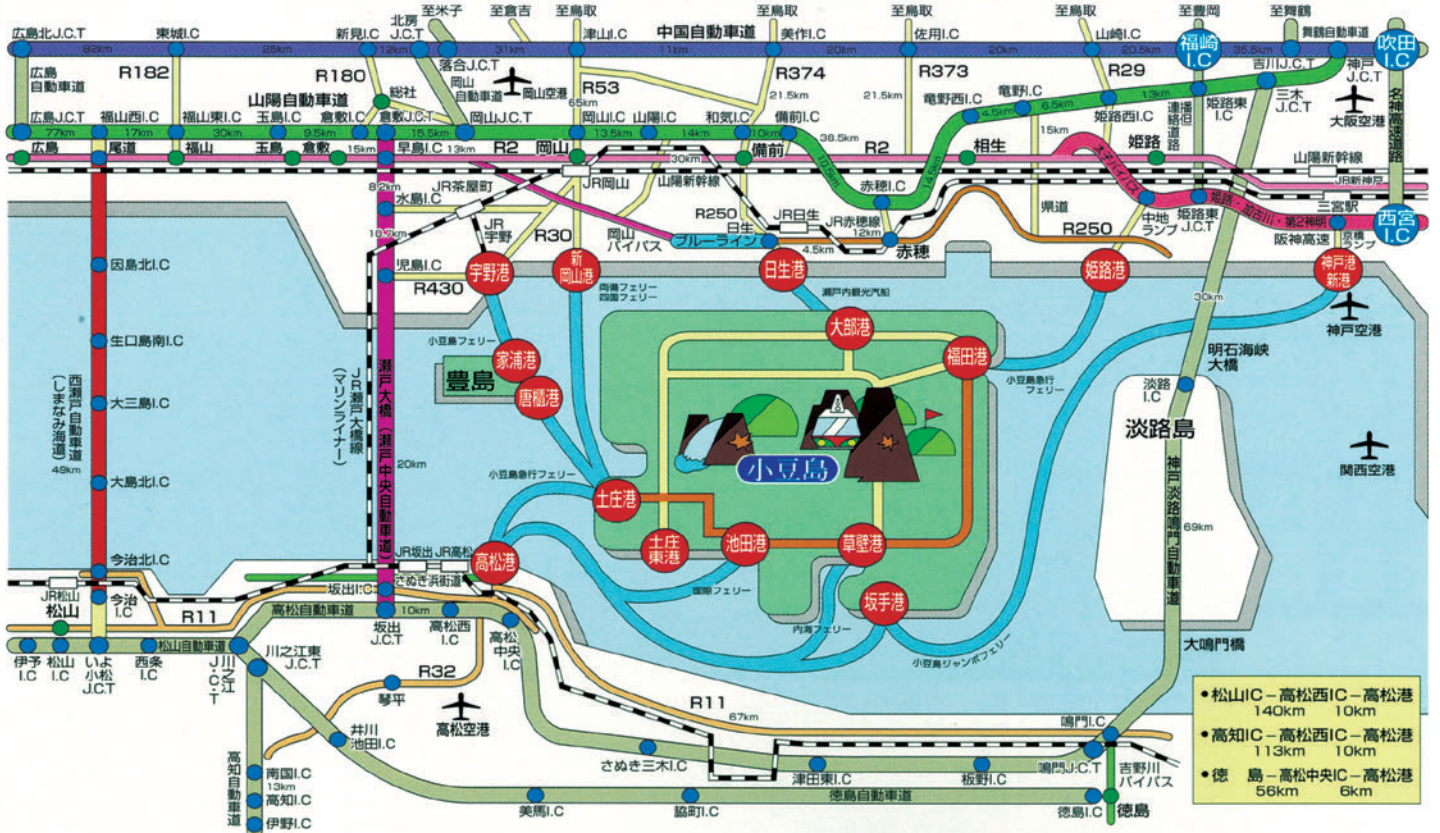 至米子
至倉吉
至鳥取
至鳥取
至鳥取
至鳥取
至豊岡
至舞鶴
広島北J.C.T
東城I.C
新見I.C
北房
J.C.T
津山I.C
中国自動車道
美作I.C
佐用I.C
山崎I.C
福崎
I.C
舞鶴自動車道
吹田
I.C
82km
25km
12km
31km
11km
20km
20km
20.5km
35.5km
広島
自動車道
R182
R180
落合J.C.T
岡山
自動車道
岡山空港
R53
65km
R374
21.5km
R373
21.5km
R29
吉川J.C.T
神戸
J.C.T
三木
J.C.T
大阪空港
名神高速道路
山陽自動車道
総社
竜野西I.C
竜野I.C
4.5km
6.5km
13km
姫路西I.C
播但
連絡道路
姫路東
I.C
広島J.C.T
福山西I.C
福山東I.C
玉島I.C
倉敷I.C
倉敷J.C.T
岡山J.C.T
岡山I.C
山陽I.C
和気I.C
備前I.C
38.5km
15km
77km
17km
30km
9.5km
15.5km
13.5km
14km
10km
19.5km
14.5km
広島
尾道
福山
玉島
倉敷
15km
早島I.C
13km
R2
岡山
30km
備前
R2
相生
姫路
太子バイパス
山陽新幹線
JR新神戸
8.2km
JR茶屋町
JR岡山
山陽新幹線
赤穂I.C
県道
中地
ランプ
姫路東
J.C.T
姫路・加古川・第2神明
三宮駅
西宮
I.C
水島I.C
10.7km
JR
宇野
R30
岡山
バイパス
R250
日生
JR日生
JR赤穂線
12km
ブルーライン
4.5km
赤穂
R250
阪神高速
京橋
ランプ
因島北I.C
児島I.C
R430
宇野港
新
岡山港
両備フェリー
四国フェリー
日生港
瀬戸内観光汽船
姫路港
30km
神戸港
新港
神戸空港
生口島南I.C
小豆島フェリー
家浦港
豊島
唐櫃港
大部港
福田港
小豆島急行
フェリー
明石海峡
大橋
淡路
I.C
淡路島
関西空港
西瀬戸自動車道
(しまなみ海道)
49km
大三島I.C
JR瀬戸大橋線
(マリンライナー)
瀬戸大橋(瀬戸中央自動車道)
20km
大島北I.C
小豆島急行フェリー
土庄港
小豆島
神戸淡路鳴門自動車道
69km
今治北I.C
今治
I.C
JR松山
松山
R11
JR坂出
JR高松
高松港
さぬき浜街道
坂出I.C
土庄
東港
池田港
草壁港
国際フェリー
坂手港
内海フェリー
小豆島ジャンボフェリー
大鳴門橋
高松自動車道
10km
坂出
J.C.T
高松西
I.C
高松
中央
I.C
伊予
I.C
松山
I.C
いよ
小松
J.C.T
西条
I.C
松山自動車道
川之江
J.C.T
川之江東
J.C.T
R32
琴平
高松空港
R11
67km
鳴門I.C
井川
池田I.C
さぬき三木I.C
津田東I.C
板野I.C
鳴門J.C.T
吉野川
バイパス
高知自動車道
南国I.C
13km
高知I.C
伊野I.C
美馬I.C
脇町I.C
徳島自動車道
徳島I.C
徳島
•松山IC－高松西IC－高松港
140km 10km
•高知IC－高松西IC－高松港
113km 10km
•徳 島－高松中央IC－高松港
56km 6km